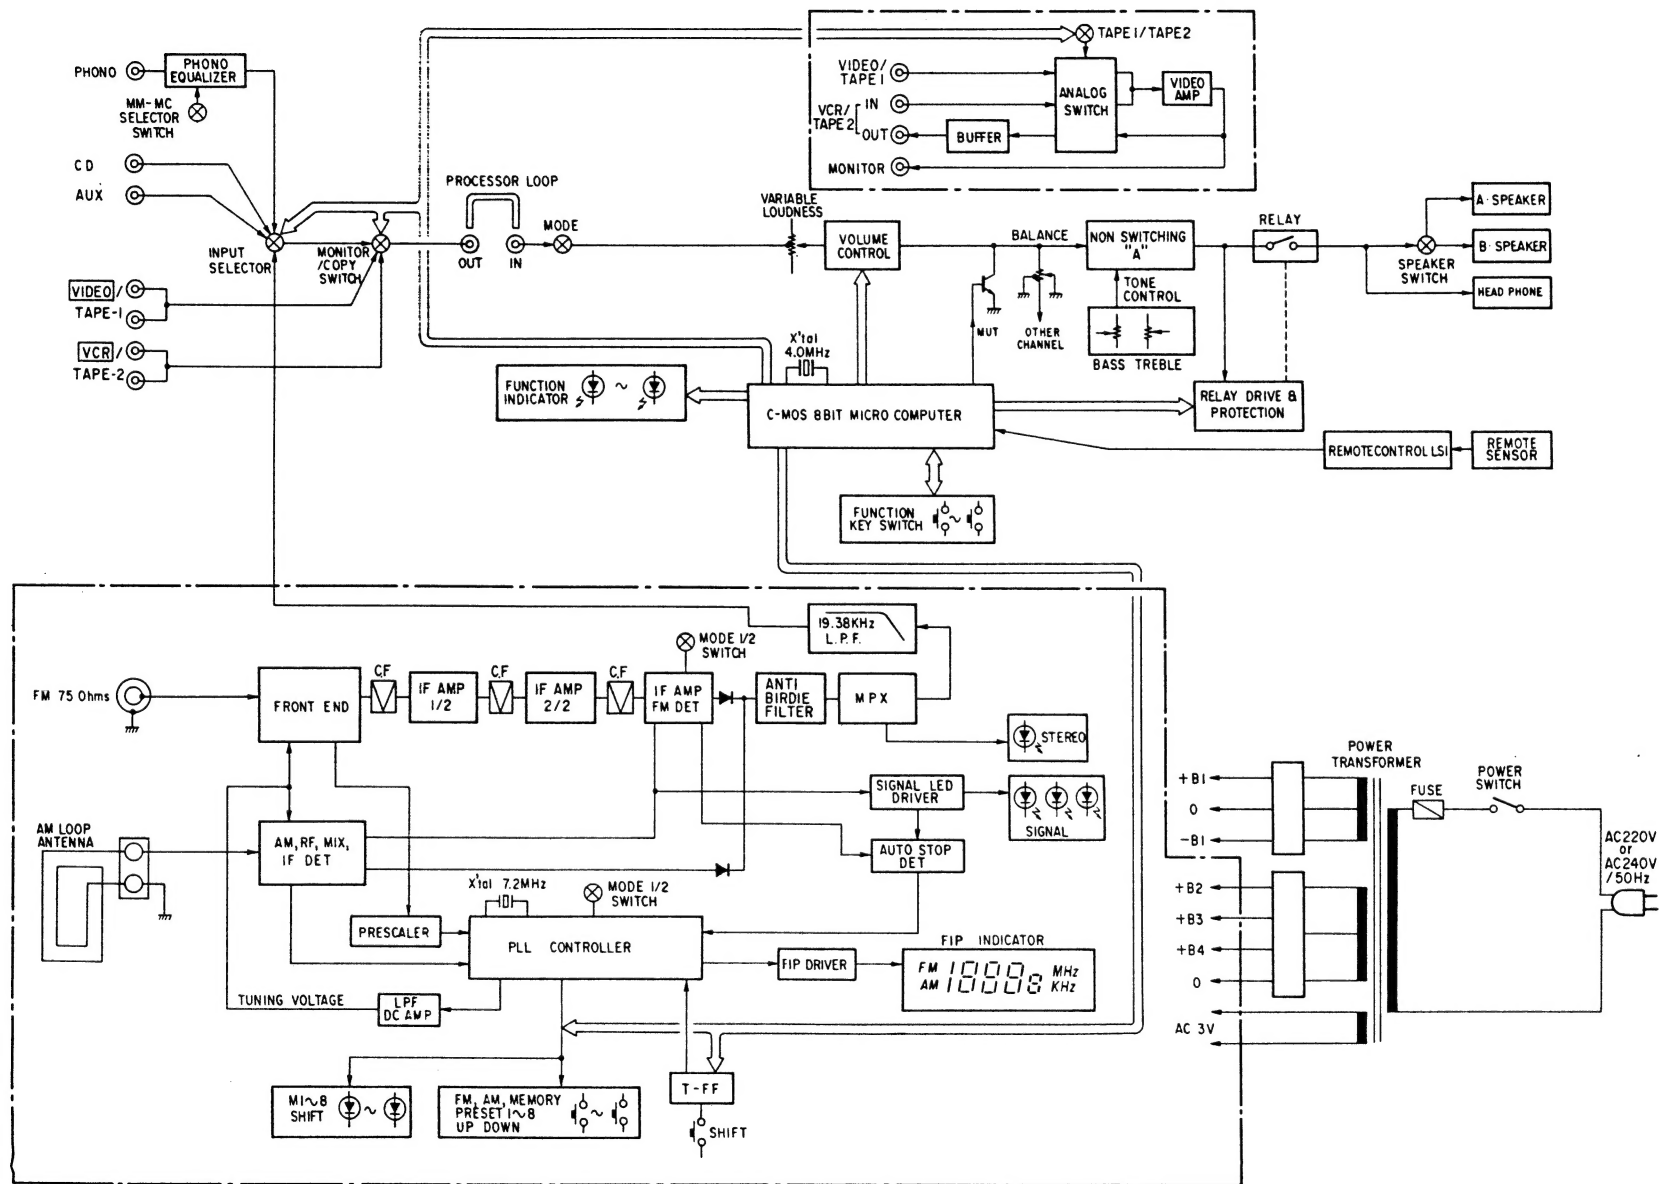 TAPE1/TAPE2
VIDEO/
TAPE 1
VCR/
TAPE 2
IN
OUT
MONITOR
ANALOG
SWITCH
VIDEO
AMP
BUFFER
PHONO
PHONO
EQUALIZER
MM-MC
SELECTOR
SWITCH
CD
AUX
INPUT
SELECTOR
MONITOR
/COPY
SWITCH
PROCESSOR LOOP
OUT
IN
MODE
VARIABLE
LOUDNESS
VOLUME
CONTROL
BALANCE
NON SWITCHING
"A"
RELAY
A·SPEAKER
B·SPEAKER
HEAD PHONE
SPEAKER
SWITCH
VIDEO/
TAPE-1
VCR/
TAPE-2
MUT
OTHER
CHANNEL
TONE
CONTROL
BASS TREBLE
X'tal
4.0MHz
FUNCTION
INDICATOR
~
C-MOS 8BIT MICRO COMPUTER
RELAY DRIVE &
PROTECTION
REMOTECONTROL LSI
REMOTE
SENSOR
FUNCTION
KEY SWITCH
~
19.38KHz
L.P.F.
MODE 1/2
SWITCH
FM 75 Ohms
FRONT END
C.F
IF AMP
1/2
C.F
IF AMP
2/2
C.F
IF AMP
FM DET
ANTI
BIRDIE
FILTER
MPX
STEREO
SIGNAL LED
DRIVER
SIGNAL
AUTO STOP
DET
AM LOOP
ANTENNA
AM, RF, MIX,
IF DET
X'tal 7.2MHz
MODE 1/2
SWITCH
PRESCALER
PLL CONTROLLER
FIP DRIVER
FIP INDICATOR
FM
AM
MHz
KHz
TUNING VOLTAGE
LPF
DC AMP
M1~8
SHIFT
~
FM, AM, MEMORY
PRESET 1~8
UP DOWN
~
T-FF
SHIFT
POWER
TRANSFORMER
FUSE
POWER
SWITCH
+B1
0
-B1
+B2
+B3
+B4
0
AC 3V
AC220V
or
AC240V
/50Hz